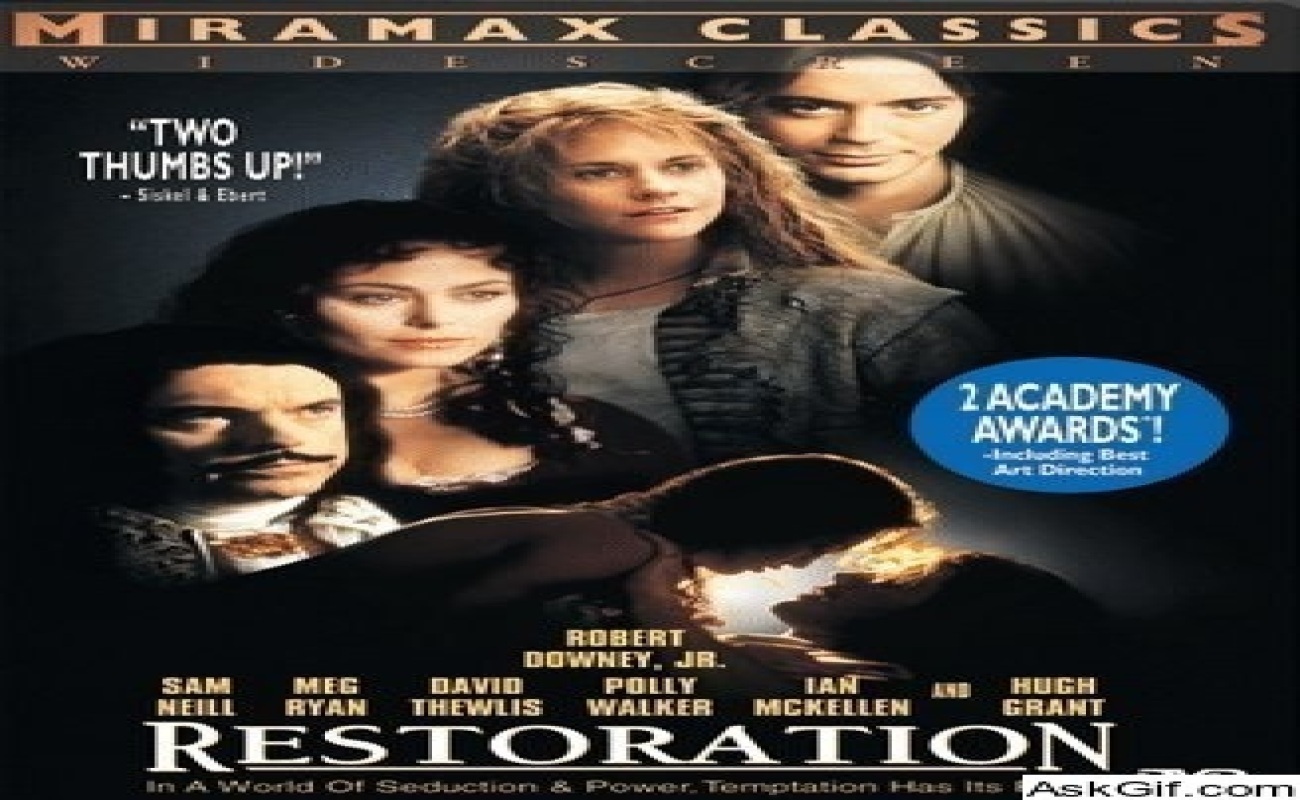 MIRAMAX CLASSICS
WIDESCREEN
"TWO
THUMBS UP!"
- Siskel & Ebert
2 ACADEMY
AWARDS!
-Including Best
Art Direction
ROBERT
DOWNEY, JR.
SAM MEG DAVID POLLY IAN AND HUGH
NEILL RYAN THEWLIS WALKER MCKELLEN GRANT
RESTORATION
In A World Of Seduction & Power, Temptation Has Its
AskGif.com